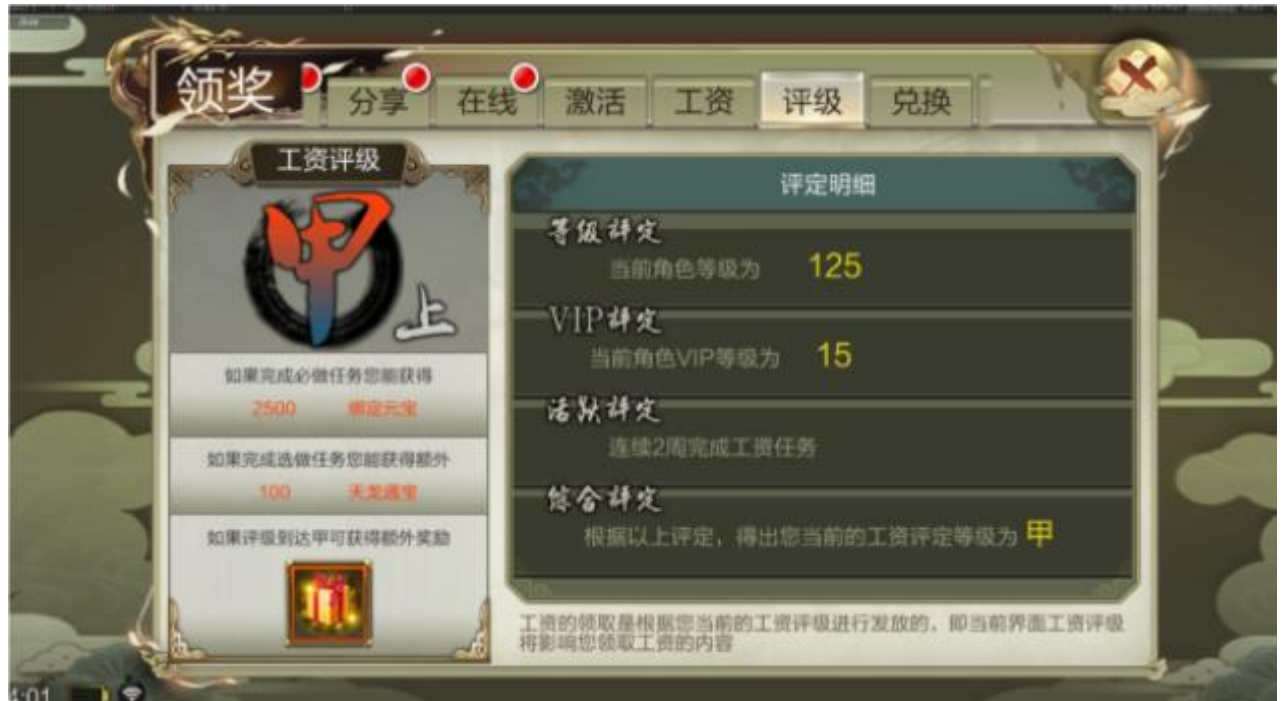 领奖
分享
在线
激活
工资
评级
兑换
工资评级
甲上
如果完成必做任务您能获得
2500 绑定元宝
如果完成选做任务您能获得额外
100 天龙通宝
如果评级到达甲可获得额外奖励
评定明细
等级评定
当前角色等级为 125
VIP评定
当前角色VIP等级为 15
活跃评定
连续2周完成工资任务
综合评定
根据以上评定，得出您当前的工资评定等级为 甲
工资的领取是根据您当前的工资评级进行发放的，即当前界面工资评级
将影响您领取工资的内容
4:01